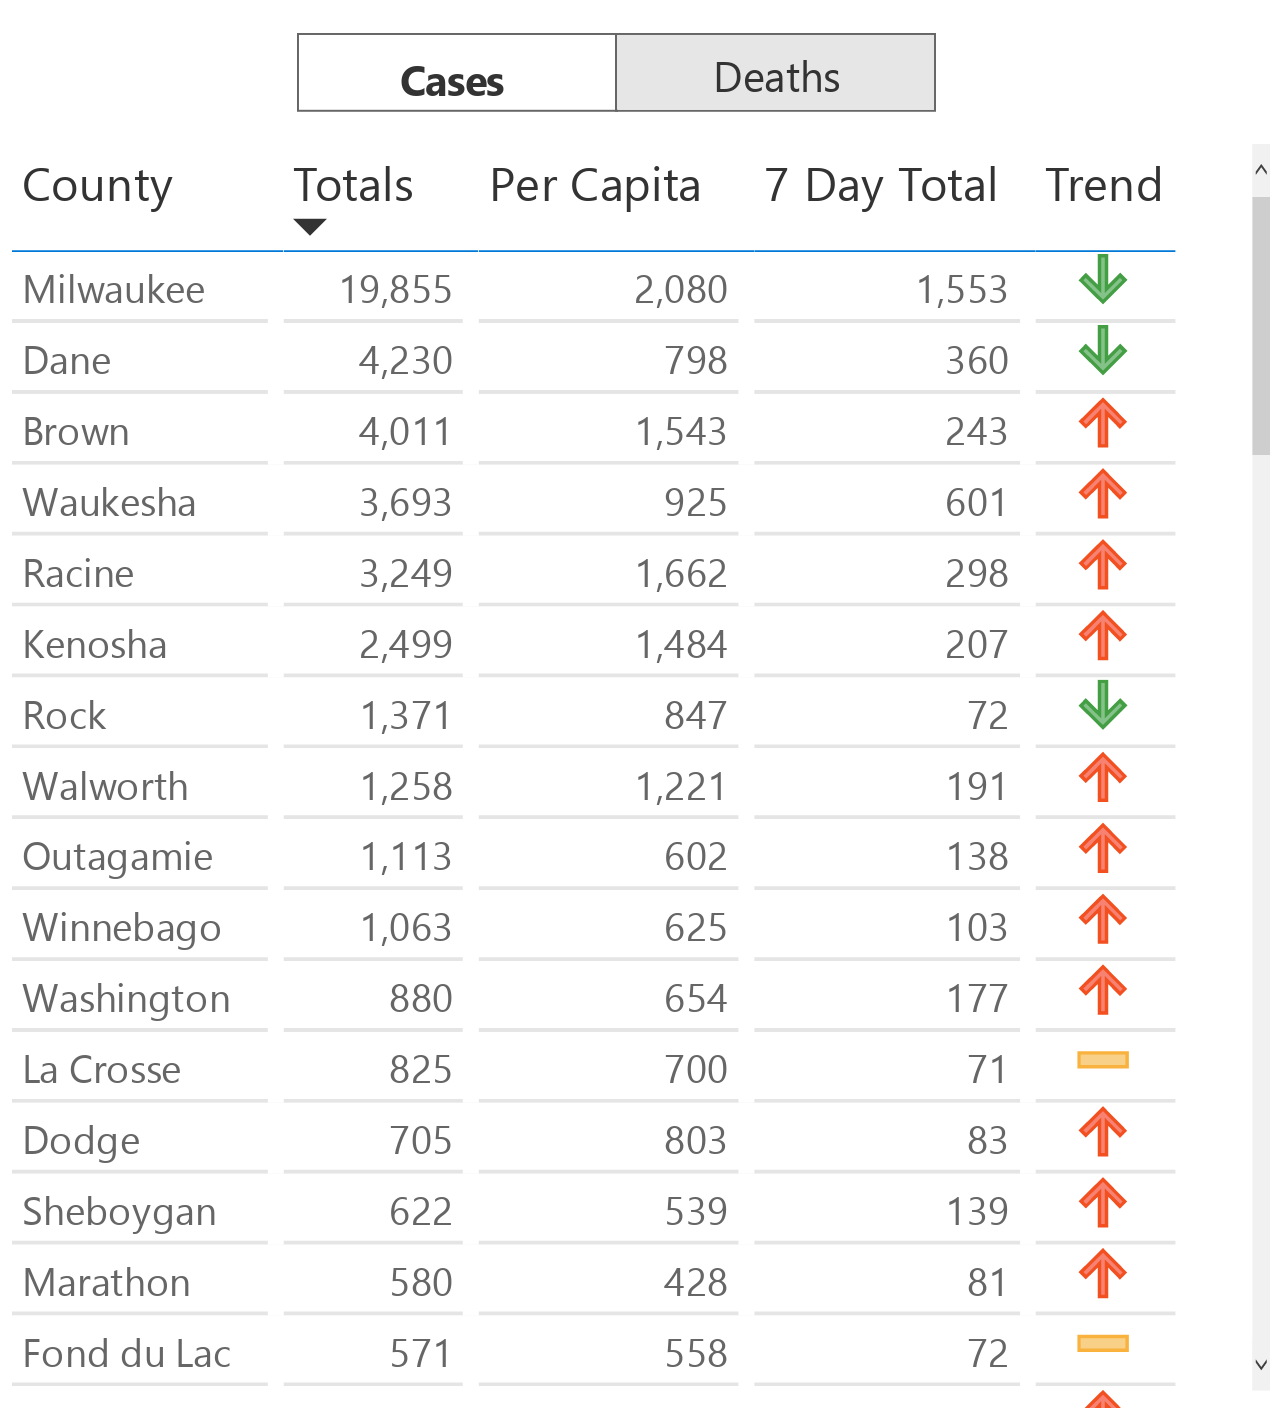 Cases Deaths
County Totals Per Capita 7 Day Total Trend
Milwaukee 19,855 2,080 1,553
Dane 4,230 798 360
Brown 4,011 1,543 243
Waukesha 3,693 925 601
Racine 3,249 1,662 298
Kenosha 2,499 1,484 207
Rock 1,371 847 72
Walworth 1,258 1,221 191
Outagamie 1,113 602 138
Winnebago 1,063 625 103
Washington 880 654 177
La Crosse 825 700 71
Dodge 705 803 83
Sheboygan 622 539 139
Marathon 580 428 81
Fond du Lac 571 558 72